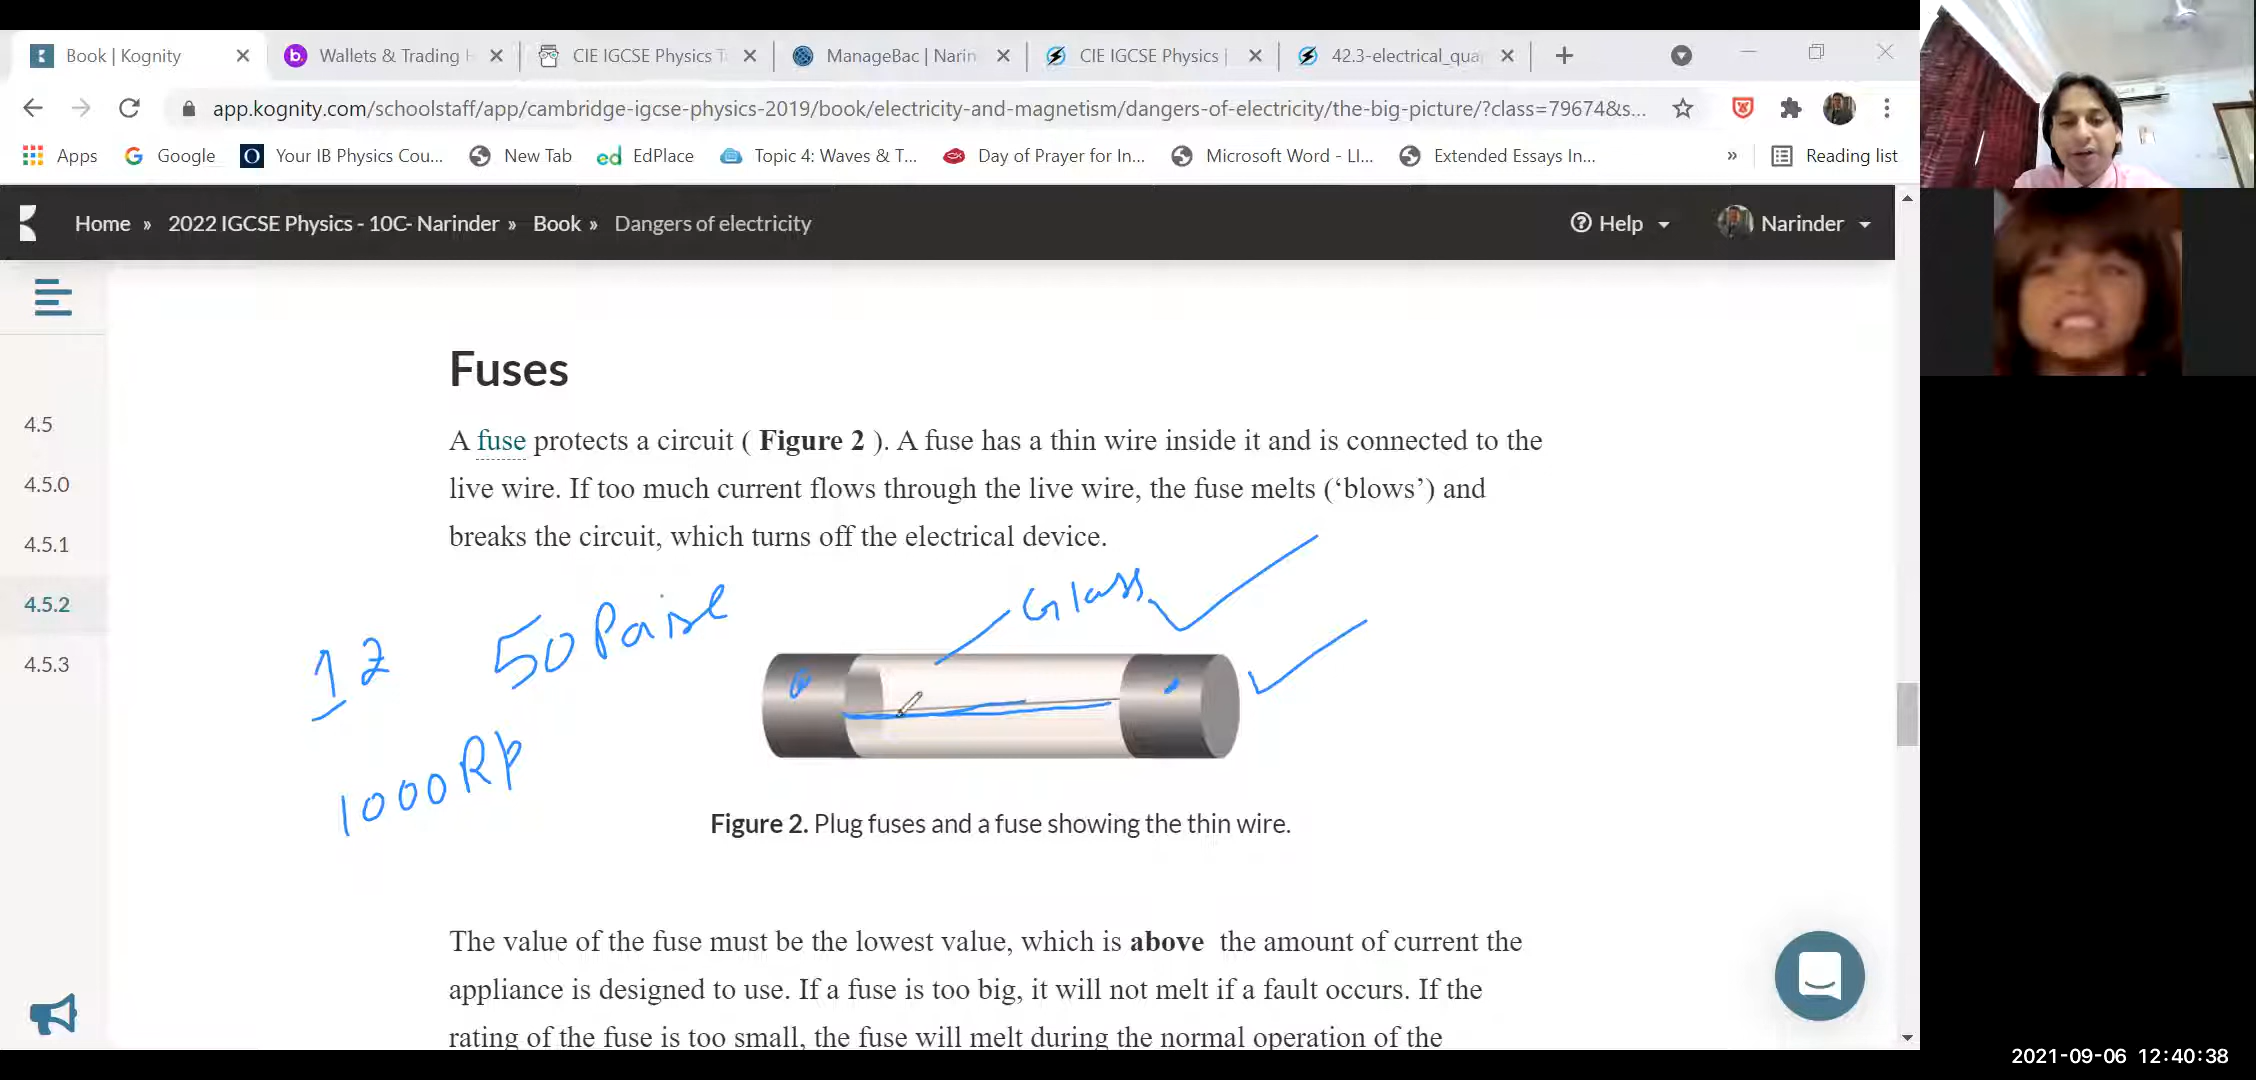 Book | Kognity
Wallets & Trading H
CIE IGCSE Physics T
ManageBac | Narin
CIE IGCSE Physics |
42.3-electrical_qua
app.kognity.com/schoolstaff/app/cambridge-igcse-physics-2019/book/electricity-and-magnetism/dangers-of-electricity/the-big-picture/?class=79674&s...
Apps
Google
Your IB Physics Cou...
New Tab
EdPlace
Topic 4: Waves & T...
Day of Prayer for In...
Microsoft Word - LI...
Extended Essays In...
»
Reading list
Home » 2022 IGCSE Physics - 10C- Narinder » Book » Dangers of electricity
Help
Narinder
4.5
4.5.0
4.5.1
4.5.2
4.5.3
Fuses
A fuse protects a circuit ( Figure 2 ). A fuse has a thin wire inside it and is connected to the
live wire. If too much current flows through the live wire, the fuse melts (‘blows’) and
breaks the circuit, which turns off the electrical device.
Glass
50 Paise
1000 Rp
Figure 2. Plug fuses and a fuse showing the thin wire.
The value of the fuse must be the lowest value, which is above the amount of current the
appliance is designed to use. If a fuse is too big, it will not melt if a fault occurs. If the
rating of the fuse is too small, the fuse will melt during the normal operation of the
2021-09-06 12:40:38